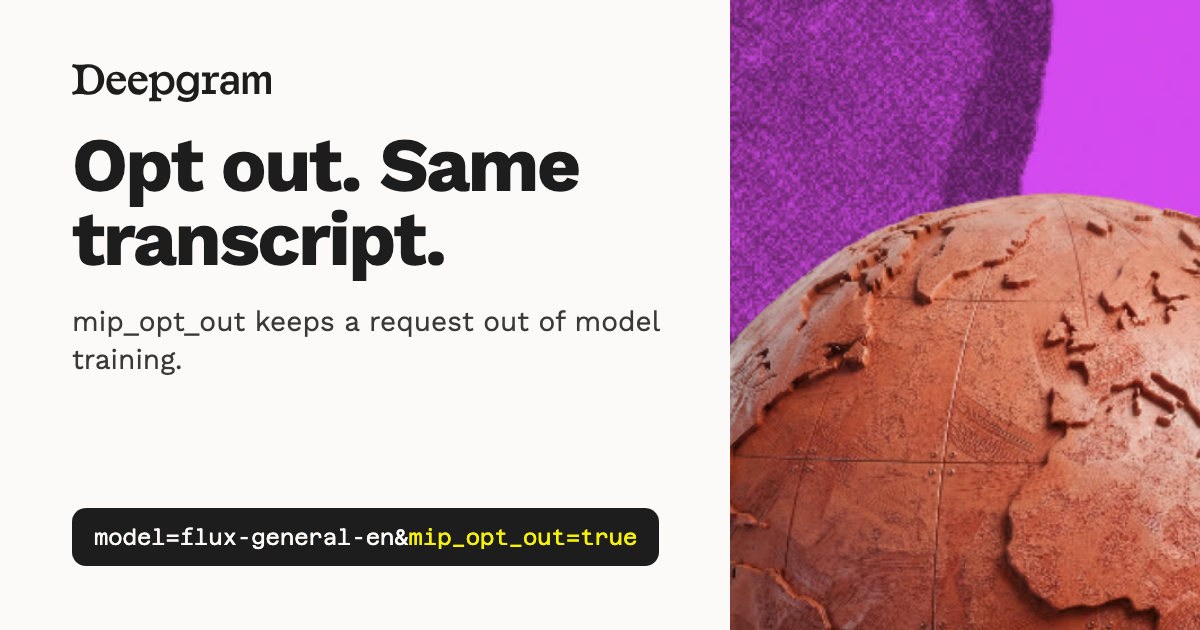 Deepgram
Opt out. Same
transcript.
mip_opt_out keeps a request out of model
training.
model=flux-general-en&mip_opt_out=true